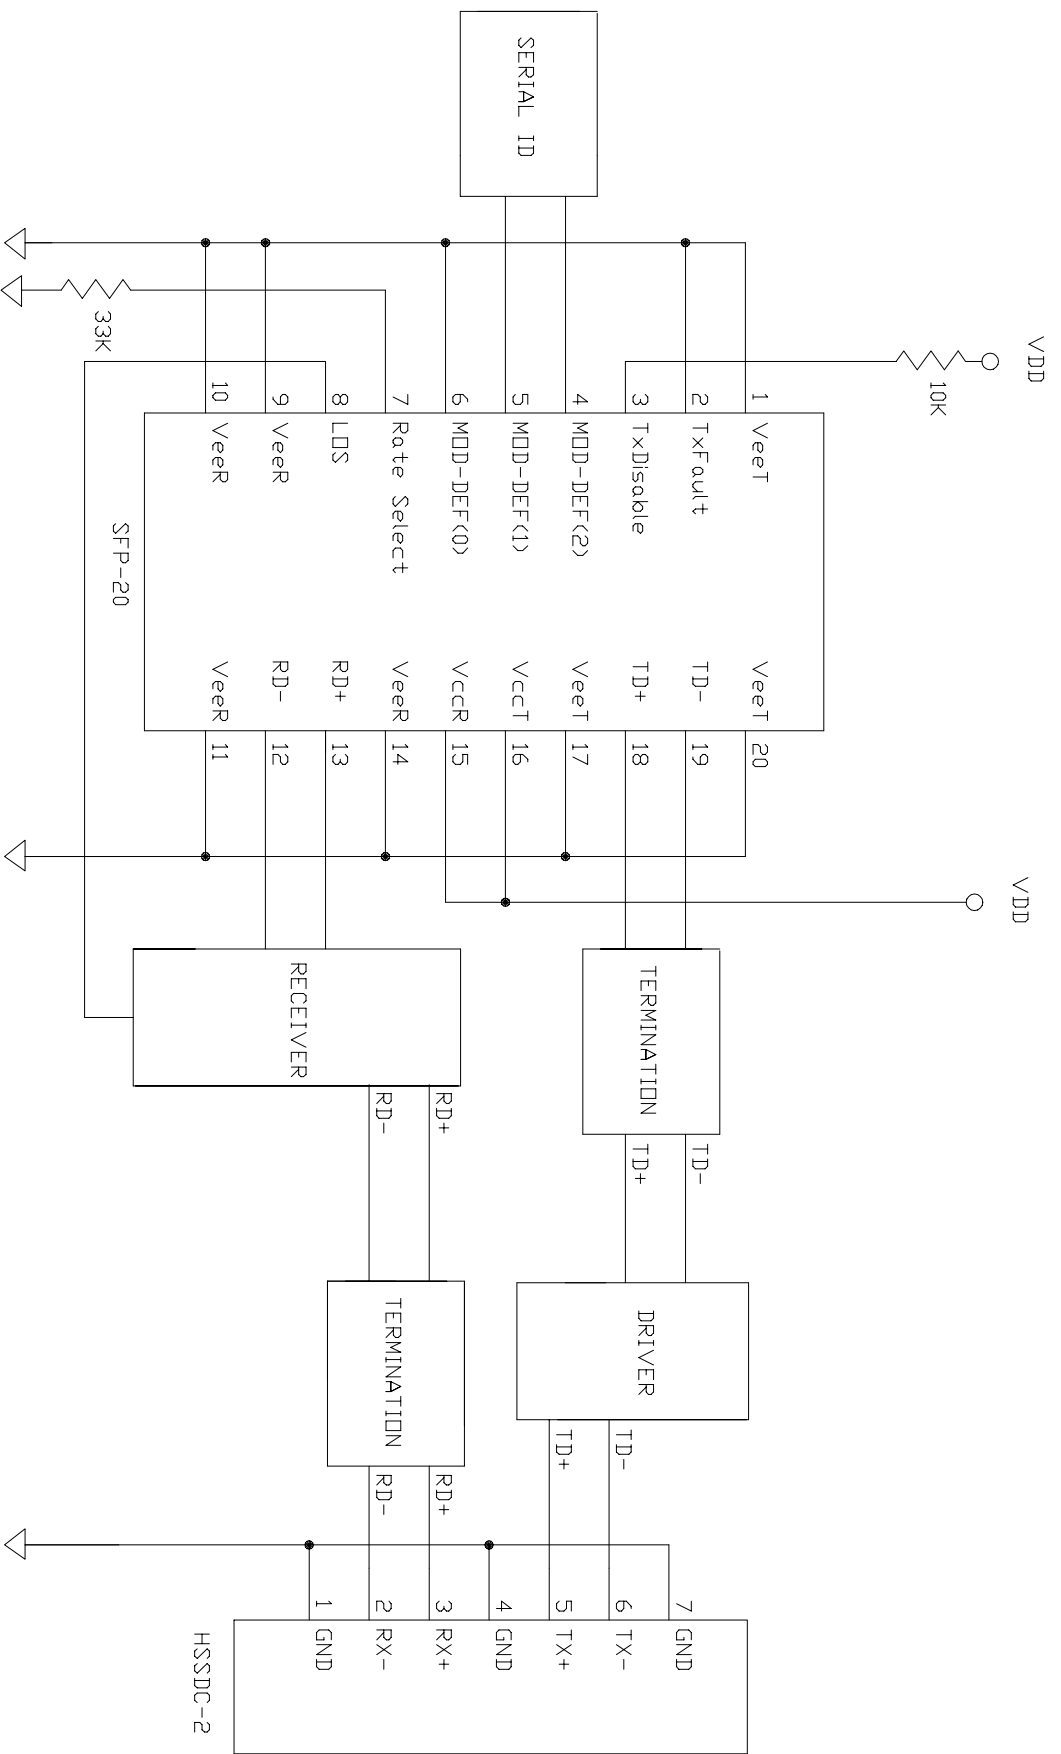 SERIAL ID
VDD
10K
33K
1 VeeT
2 TxFault
3 TxDisable
4 MOD-DEF(2)
5 MOD-DEF(1)
6 MOD-DEF(0)
7 Rate Select
8 LOS
9 VeeR
10 VeeR
SFP-20
VeeT 20
TD- 19
TD+ 18
VeeT 17
VccT 16
VccR 15
VeeR 14
RD+ 13
RD- 12
VeeR 11
VDD
TERMINATION
TD-
TD+
RECEIVER
RD+
RD-
DRIVER
TD-
TD+
TERMINATION
RD+
RD-
7 GND
6 TX-
5 TX+
4 GND
3 RX+
2 RX-
1 GND
HSSDC-2